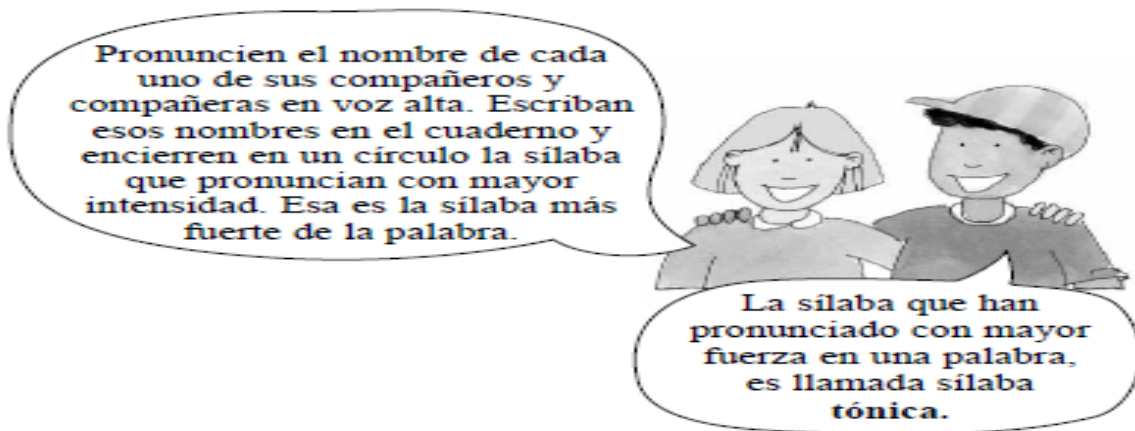 Pronuncien el nombre de cada
uno de sus compañeros y
compañeras en voz alta. Escriban
esos nombres en el cuaderno y
encierren en un círculo la sílaba
que pronuncian con mayor
intensidad. Esa es la sílaba más
fuerte de la palabra.
La sílaba que han
pronunciado con mayor
fuerza en una palabra,
es llamada sílaba
tónica.